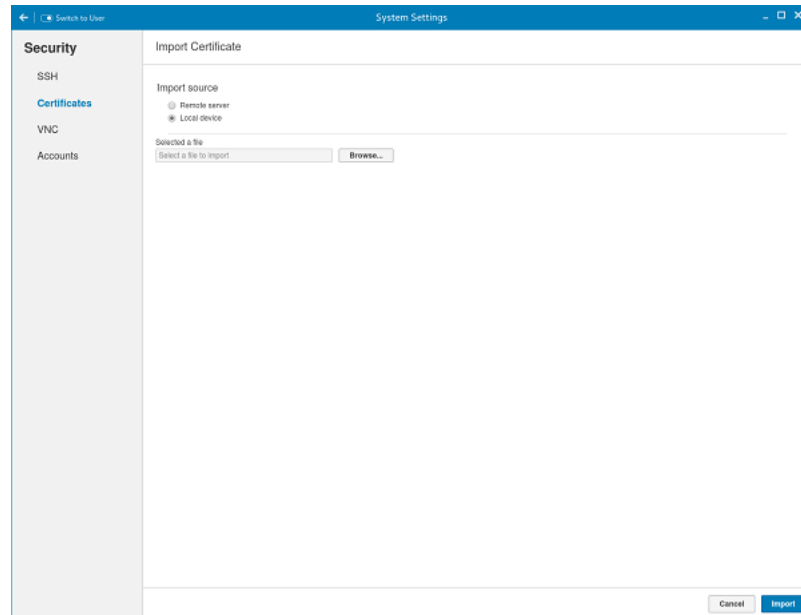 Switch to User
System Settings
Security
SSH
Certificates
VNC
Accounts
Import Certificate
Import source
Remote server
Local device
Selected a file
Select a file to import
Browse...
Cancel
Import